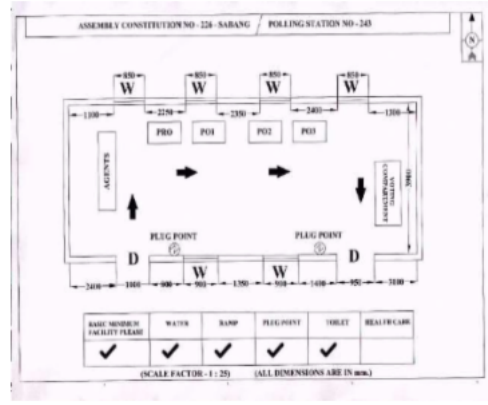 ASSEMBLY CONSTITUTION NO - 226 - SABANG / POLLING STATION NO - 243
N
850 850 850 850
W W W W
1300 2250 2350 2400 1300
PRO PO1 PO2 PO3
AGENTS
VOTING COMPARTMENT
3900
PLUG POINT PLUG POINT
D D
W W
2400 1000 900 900 1350 900 1400 950 3100
BASIC MINIMUM FACILITY PLEASE WATER RAMP PLUG POINT TOILET HEALTH CARE
✓ ✓ ✓ ✓ ✓
(SCALE FACTOR - 1 : 25) (ALL DIMENSIONS ARE IN mm.)